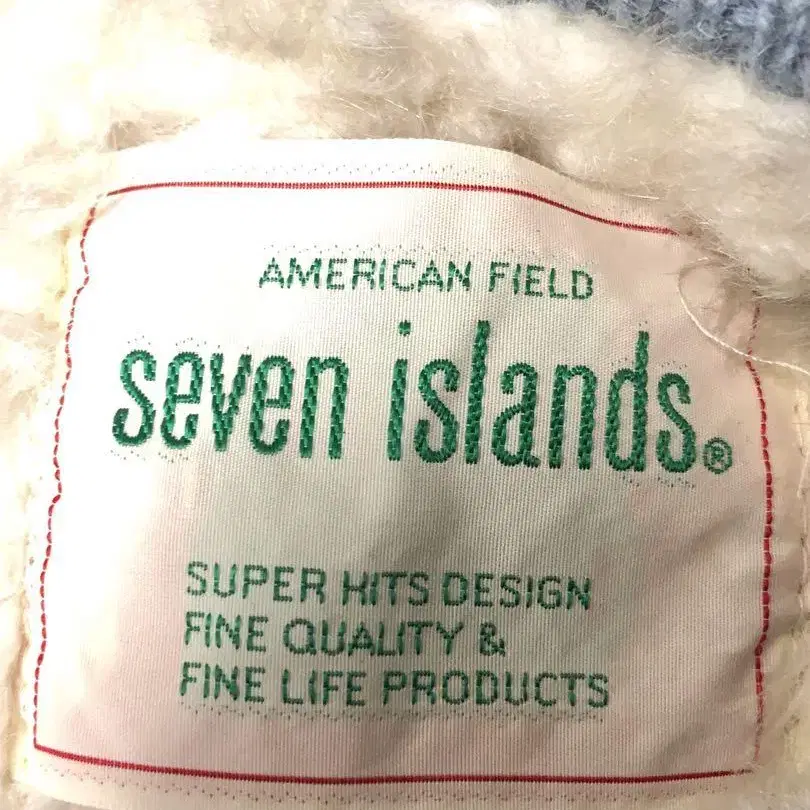 AMERICAN FIELD
seven islands®
SUPER HITS DESIGN
FINE QUALITY &
FINE LIFE PRODUCTS